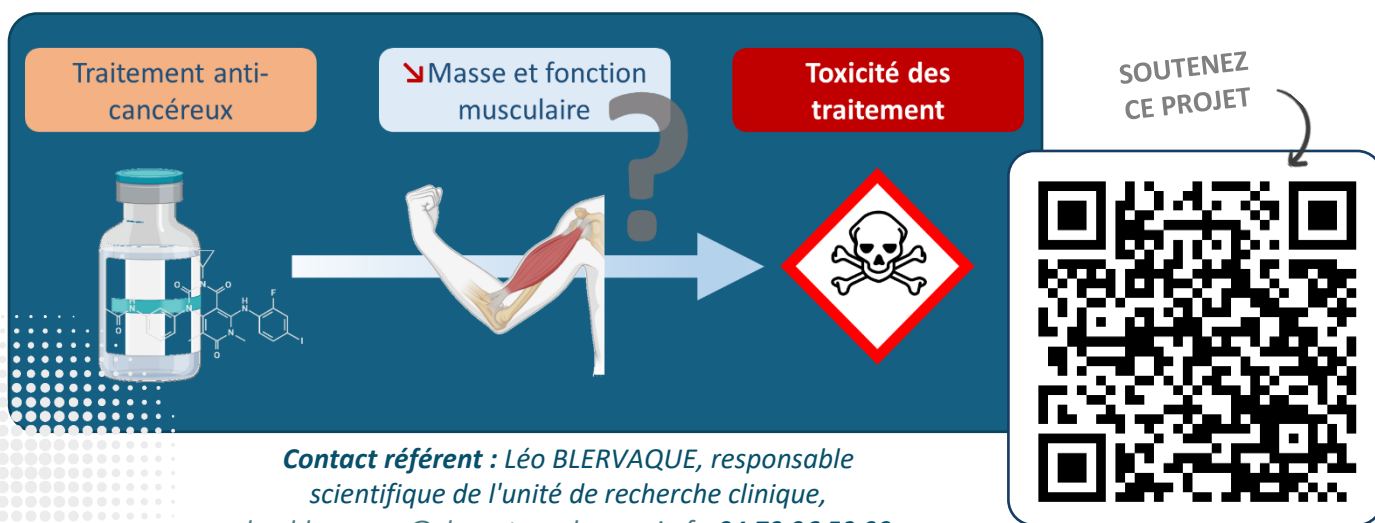 Traitement anti-
cancéreux
↘Masse et fonction
musculaire
?
Toxicité des
traitement
SOUTENEZ
CE PROJET
Contact référent : Léo BLERVAQUE, responsable
scientifique de l'unité de recherche clinique,